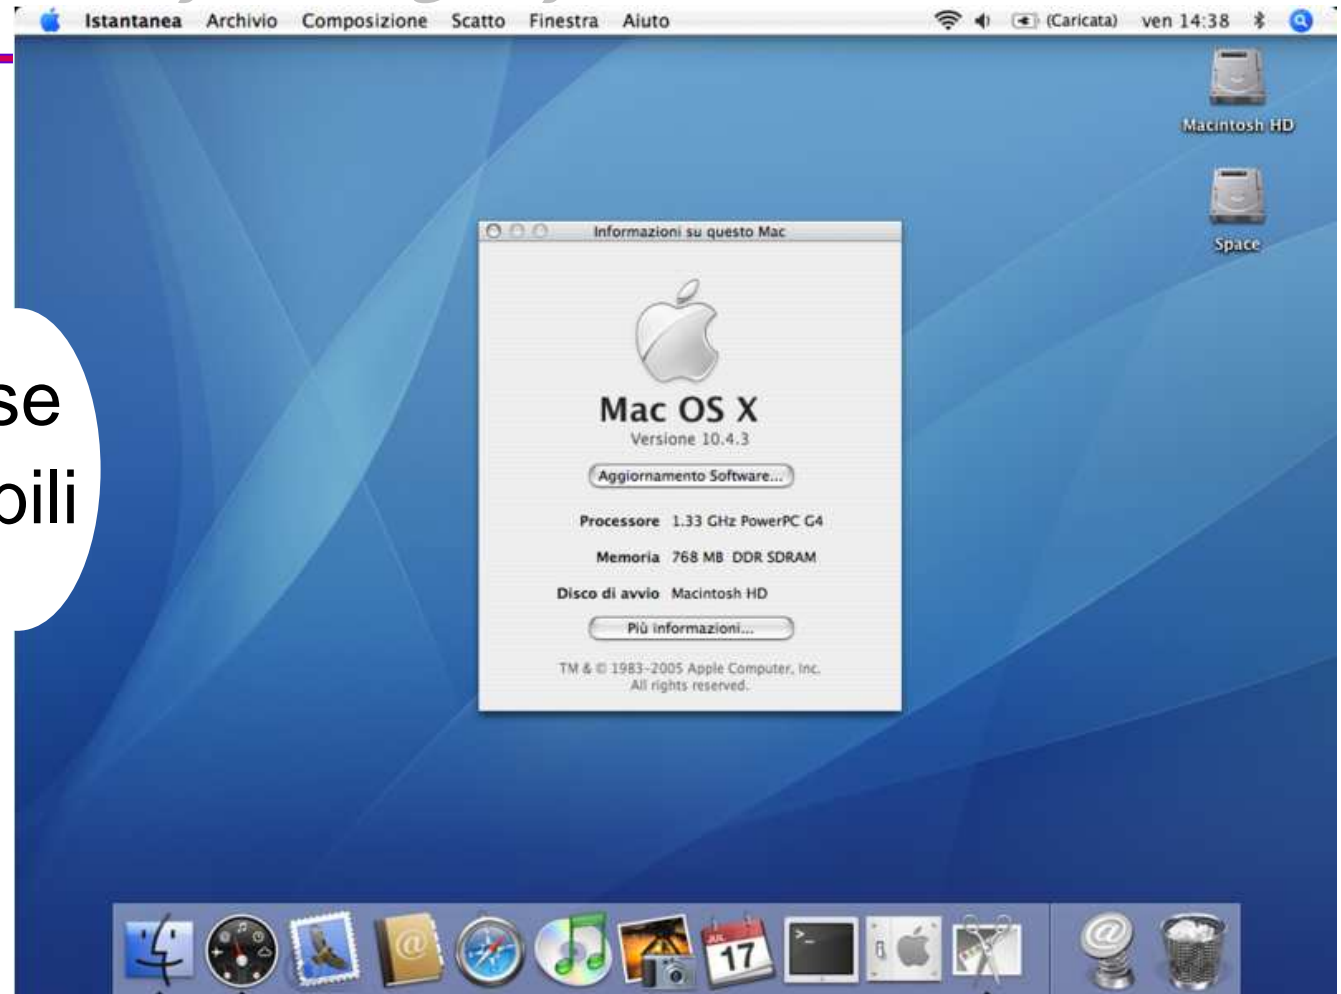 Istantanea Archivio Composizione Scatto Finestra Aiuto (Caricata) ven 14:38
Macintosh HD
Space
Informazioni su questo Mac
Mac OS X
Versione 10.4.3
Aggiornamento Software...
Processore 1.33 GHz PowerPC G4
Memoria 768 MB DDR SDRAM
Disco di avvio Macintosh HD
Più informazioni...
TM & © 1983-2005 Apple Computer, Inc.
All rights reserved.
se
bili
JUL
17